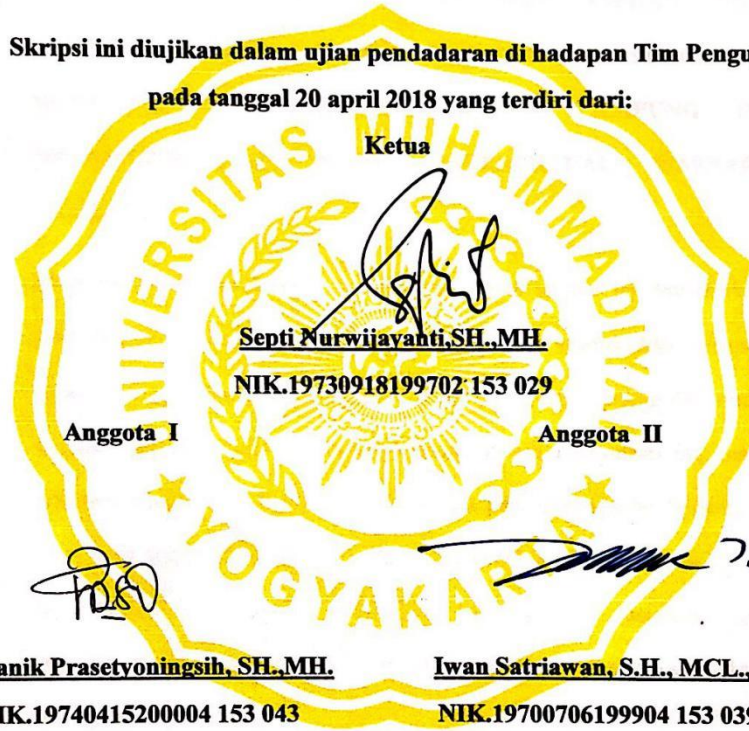 Skripsi ini diujikan dalam ujian pendadaran di hadapan Tim Pengu
pada tanggal 20 april 2018 yang terdiri dari:
Ketua
UNIVERSITAS MUHAMMADIYAH
YOGYAKARTA
Septi Nurwijayanti,SH.,MH.
NIK.19730918199702 153 029
Anggota I
Anggota II
anik Prasetyoningsih, SH.,MH.
Iwan Satriawan, S.H., MCL.,
IK.19740415200004 153 043
NIK.19700706199904 153 039